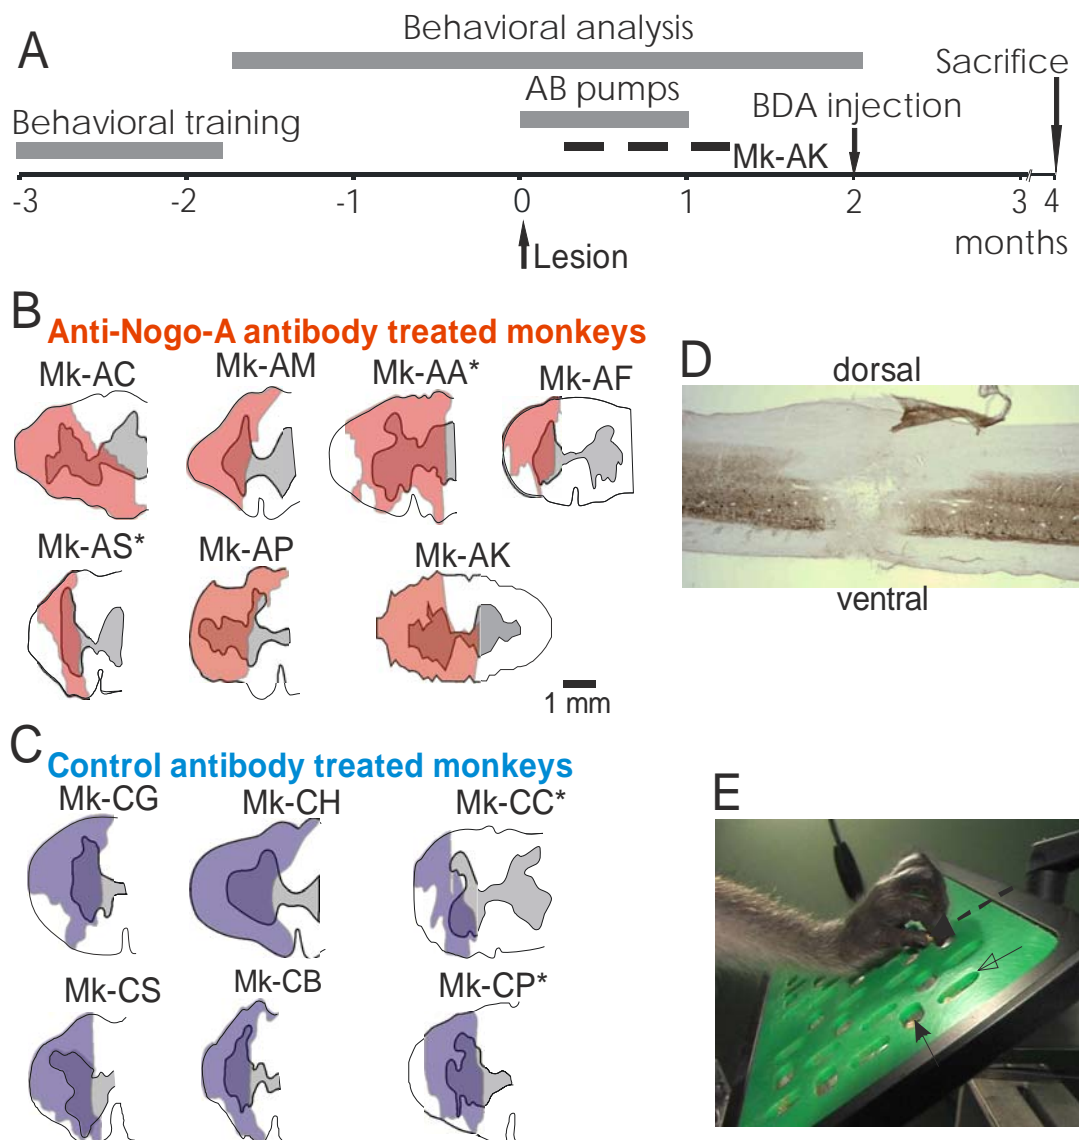 A
Behavioral analysis
Sacrifice
AB pumps
BDA injection
Behavioral training
Mk-AK
-3 -2 -1 0 1 2 3 4
months
Lesion
B
Anti-Nogo-A antibody treated monkeys
Mk-AC Mk-AM Mk-AA* Mk-AF
Mk-AS* Mk-AP Mk-AK
1 mm
D
dorsal
ventral
C
Control antibody treated monkeys
Mk-CG Mk-CH Mk-CC*
Mk-CS Mk-CB Mk-CP*
E